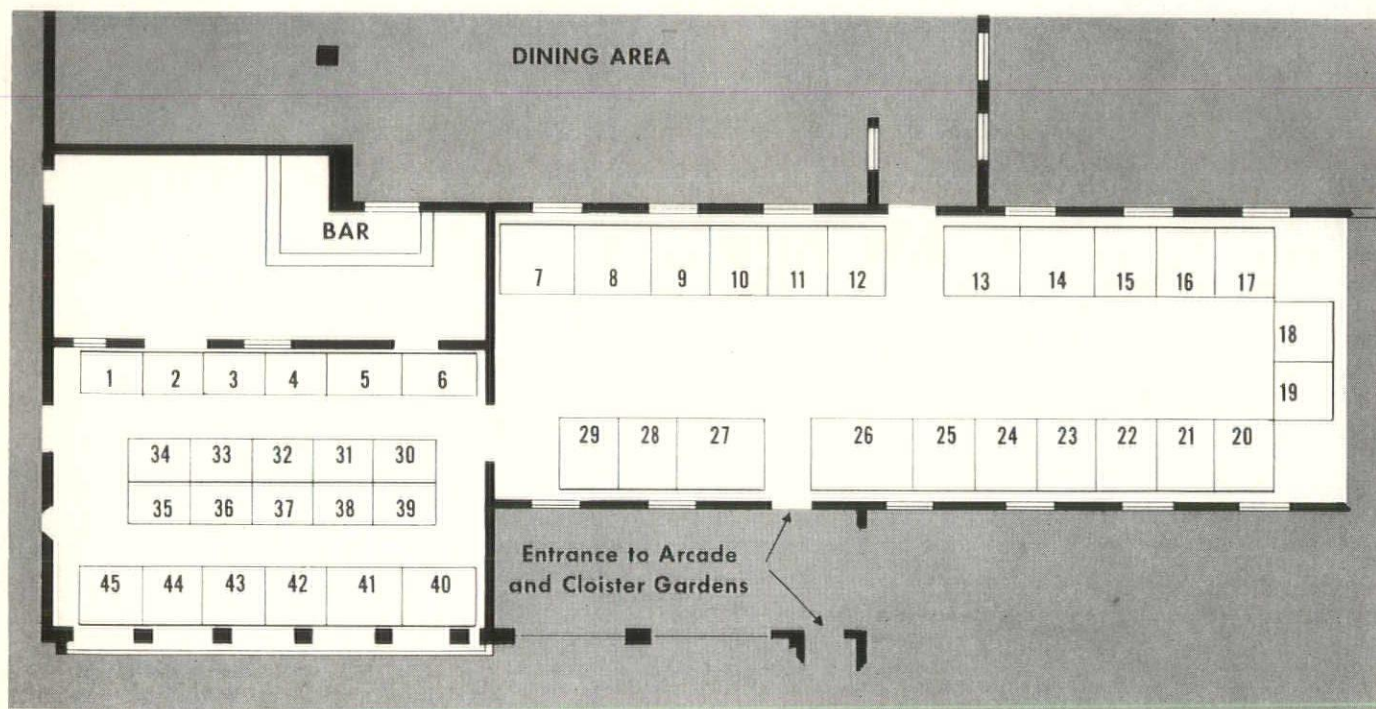 DINING AREA
BAR
7 8 9 10 11 12 13 14 15 16 17
18
19
1 2 3 4 5 6
29 28 27 26 25 24 23 22 21 20
34 33 32 31 30
35 36 37 38 39
Entrance to Arcade
and Cloister Gardens
45 44 43 42 41 40